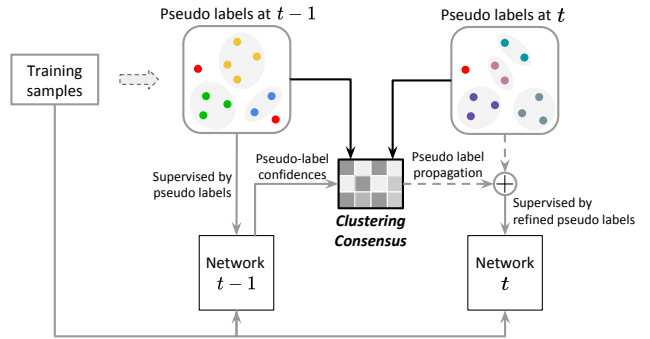 Pseudo labels at t − 1
Pseudo labels at t
Training
samples
Supervised by
pseudo labels
Pseudo-label
confidences
Pseudo label
propagation
Clustering
Consensus
Supervised by
refined pseudo labels
Network
t − 1
Network
t